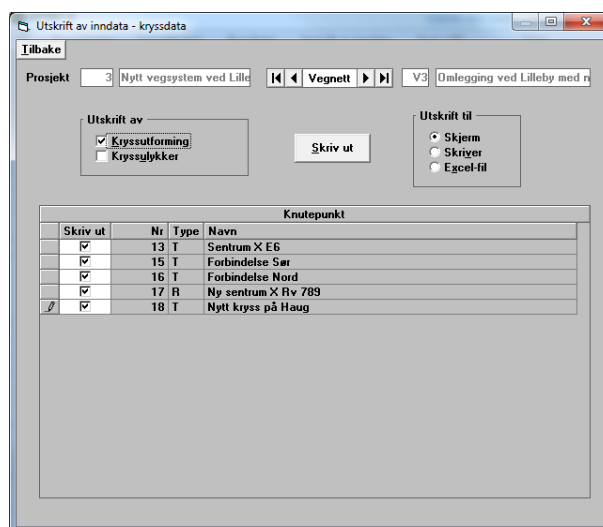 Utskrift av inndata - kryssdata
Tilbake
Prosjekt 3 Nytt vegsystem ved Lille Vegnett V3 Omlegging ved Lilleby med n
Utskrift av
Kryssutforming
Kryssulykker
Skriv ut
Utskrift til
Skjerm
Skriver
Excel-fil
Knutepunkt
Skriv ut Nr Type Navn
13 T Sentrum X E6
15 T Forbindelse Sør
16 T Forbindelse Nord
17 R Ny sentrum X Rv 789
18 T Nytt kryss på Haug